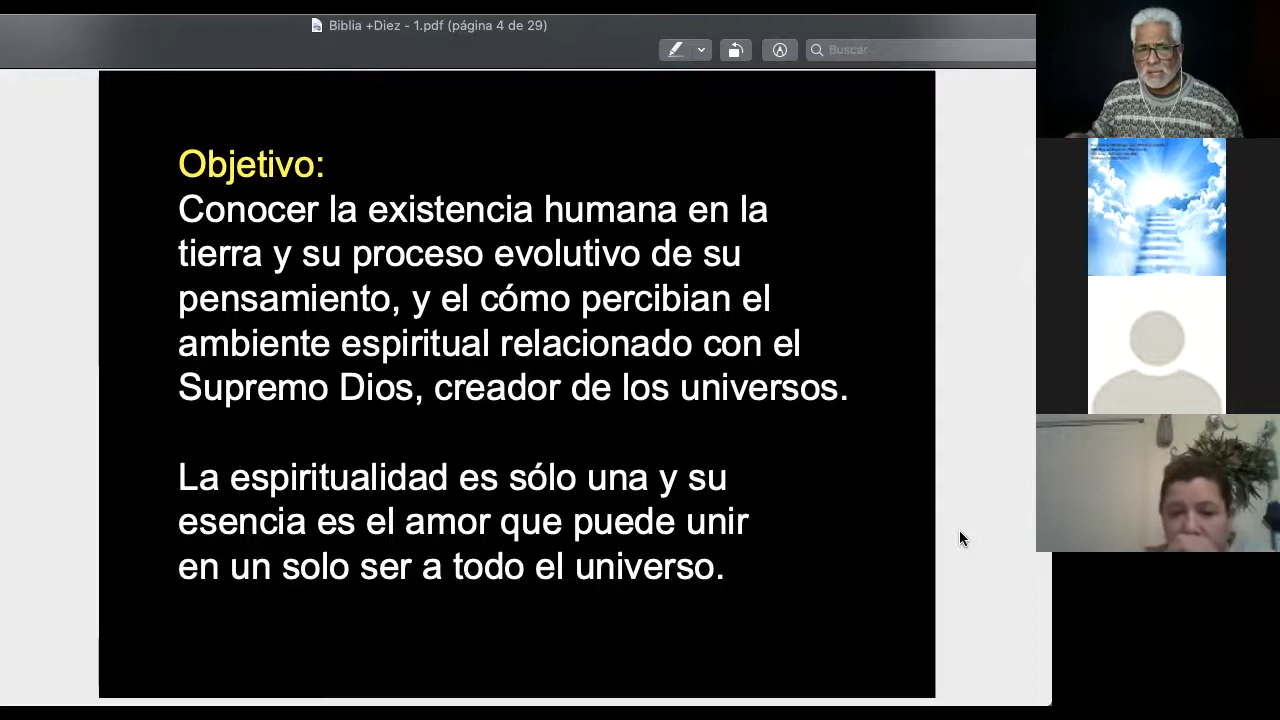 Biblia +Diez - 1.pdf (página 4 de 29)
Buscar
Objetivo:
Conocer la existencia humana en la
tierra y su proceso evolutivo de su
pensamiento, y el cómo percibian el
ambiente espiritual relacionado con el
Supremo Dios, creador de los universos.
La espiritualidad es sólo una y su
esencia es el amor que puede unir
en un solo ser a todo el universo.